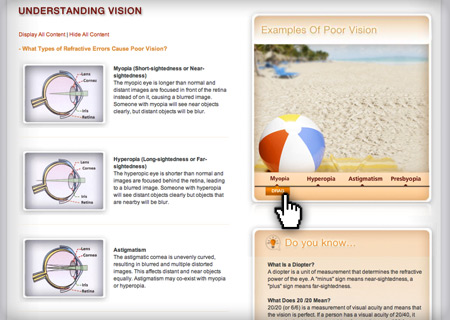 UNDERSTANDING VISION
Display All Content | Hide All Content
- What Types of Refractive Errors Cause Poor Vision?
Lens
Cornea
Iris
Retina
Myopia (Short-sightedness or Near-
sightedness)
The myopic eye is longer than normal and
distant images are focused in front of the retina
instead of on it, causing a blurred image.
Someone with myopia will see near objects
clearly, but distant objects will be blur.
Lens
Cornea
Iris
Retina
Hyperopia (Long-sightedness or Far-
sightedness)
The hyperopic eye is shorter than normal and
images are focused behind the retina, leading
to a blurred image. Someone with hyperopia
will see distant objects clearly but objects that
are nearby will be blurry.
Lens
Cornea
Iris
Retina
Astigmatism
The astigmatic cornea is unevenly curved,
resulting in blurred and multiple distorted
images. This affects distant and near objects
equally. Astigmatism may co-exist with myopia
or hyperopia.
Examples Of Poor Vision
Myopia Hyperopia Astigmatism Presbyopia
DRAG
Do you know...
What Is a Diopter?
A diopter is a unit of measurement that determines the refractive
power of the eye. A "minus" sign means near-sightedness, a
"plus" sign means far-sightedness.
What Does 20 /20 Mean?
20/20 (or 6/6) is a measurement of visual acuity and means that
the vision is perfect. If a person has a visual acuity of 20/40, it